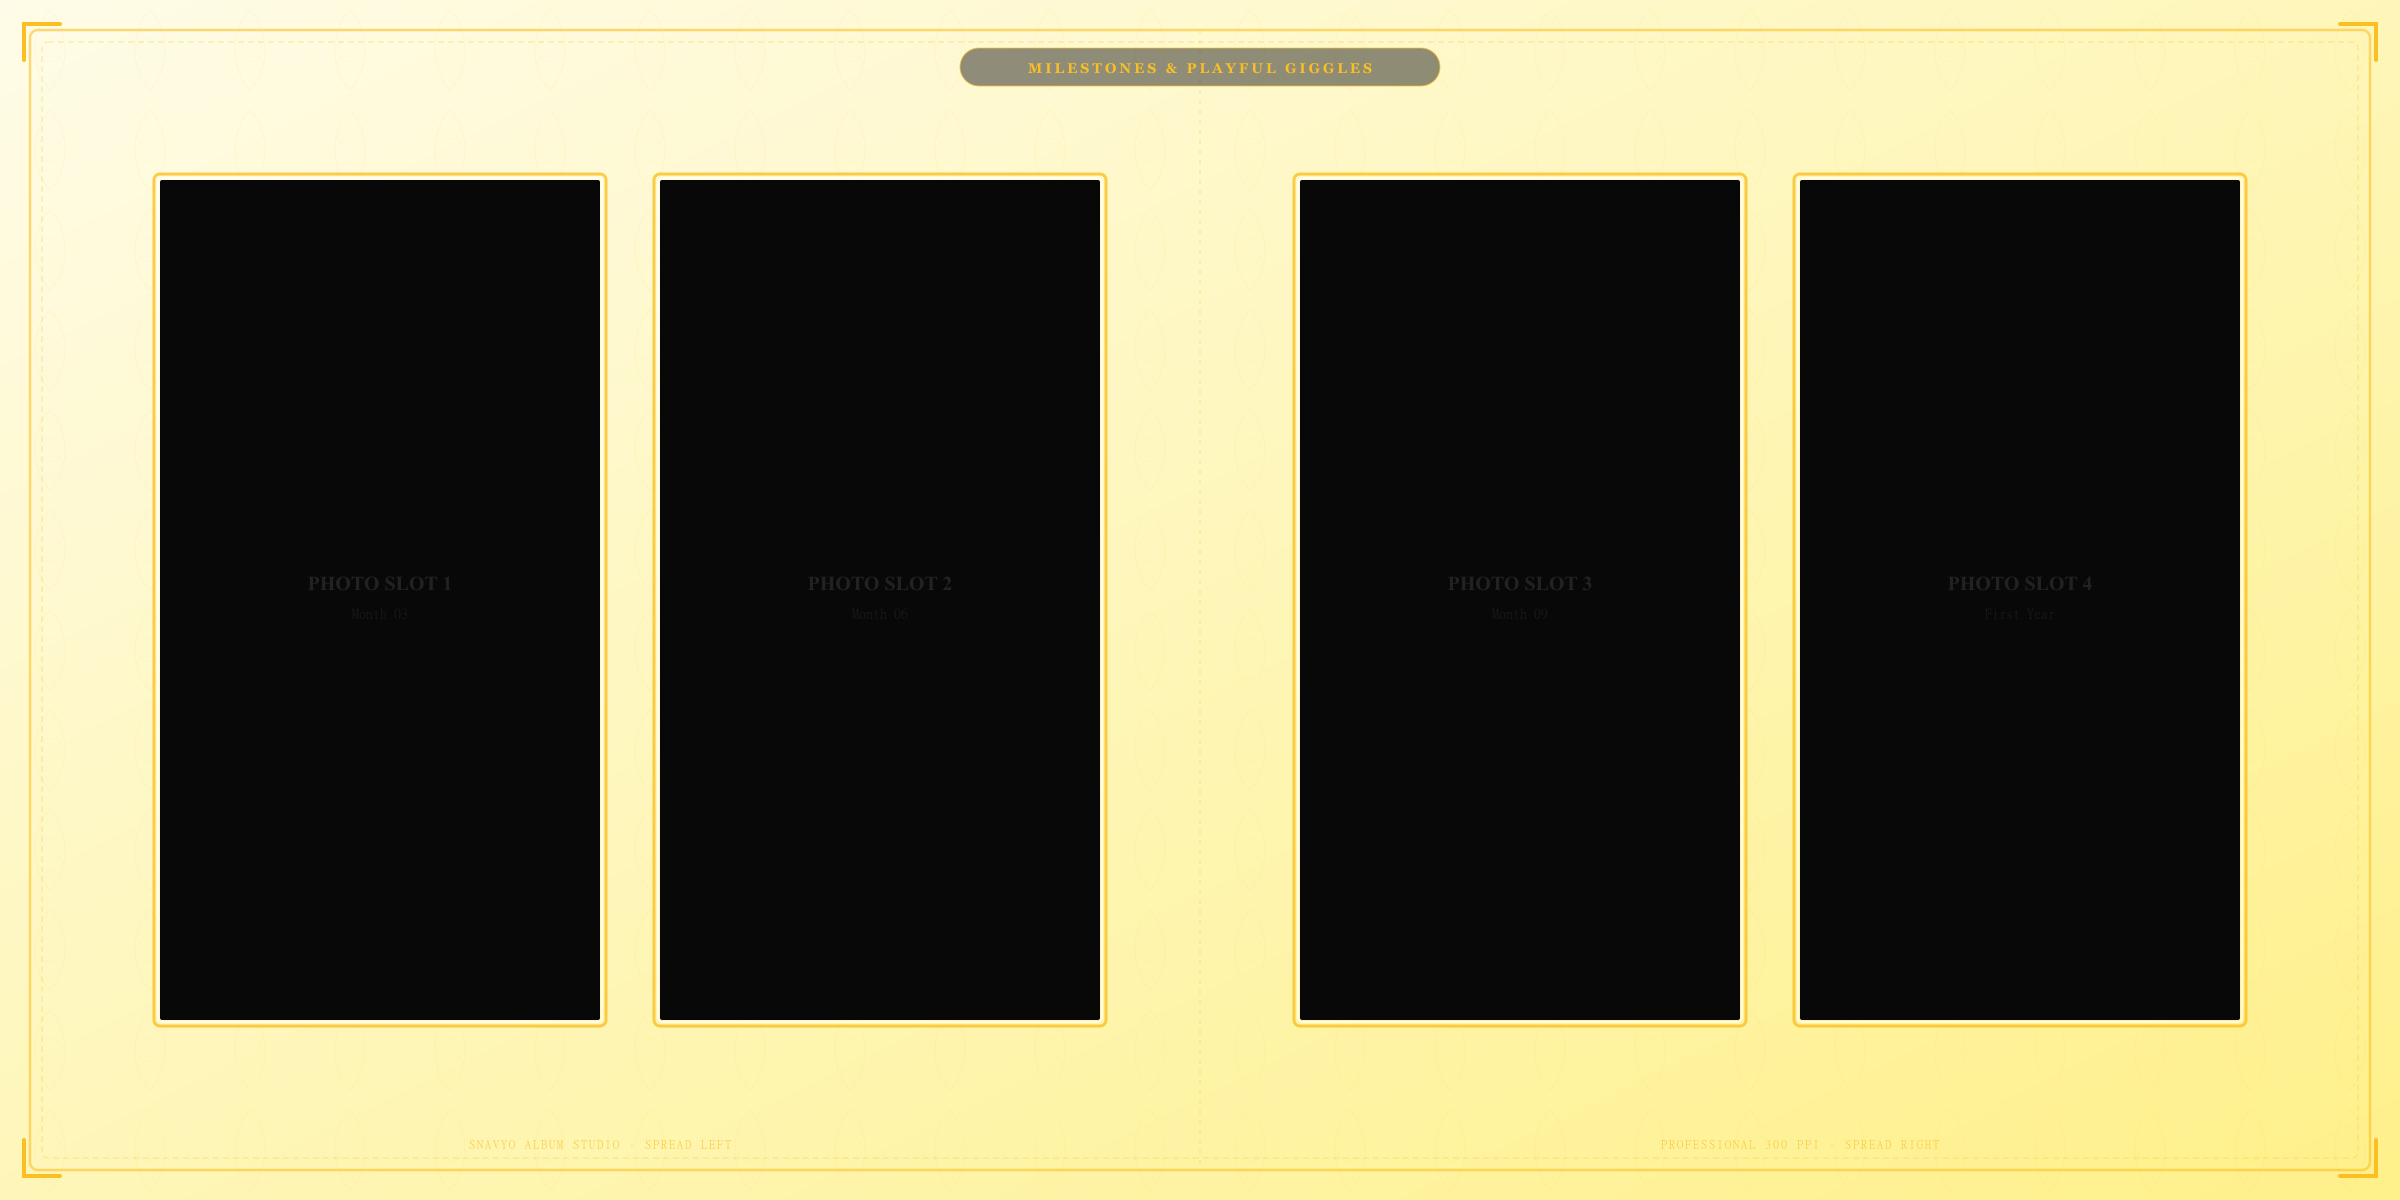 MILESTONES & PLAYFUL GIGGLES
PHOTO SLOT 1
Month 03
PHOTO SLOT 2
Month 06
PHOTO SLOT 3
Month 09
PHOTO SLOT 4
First Year
SNAVYO ALBUM STUDIO · SPREAD LEFT
PROFESSIONAL 300 PPI · SPREAD RIGHT